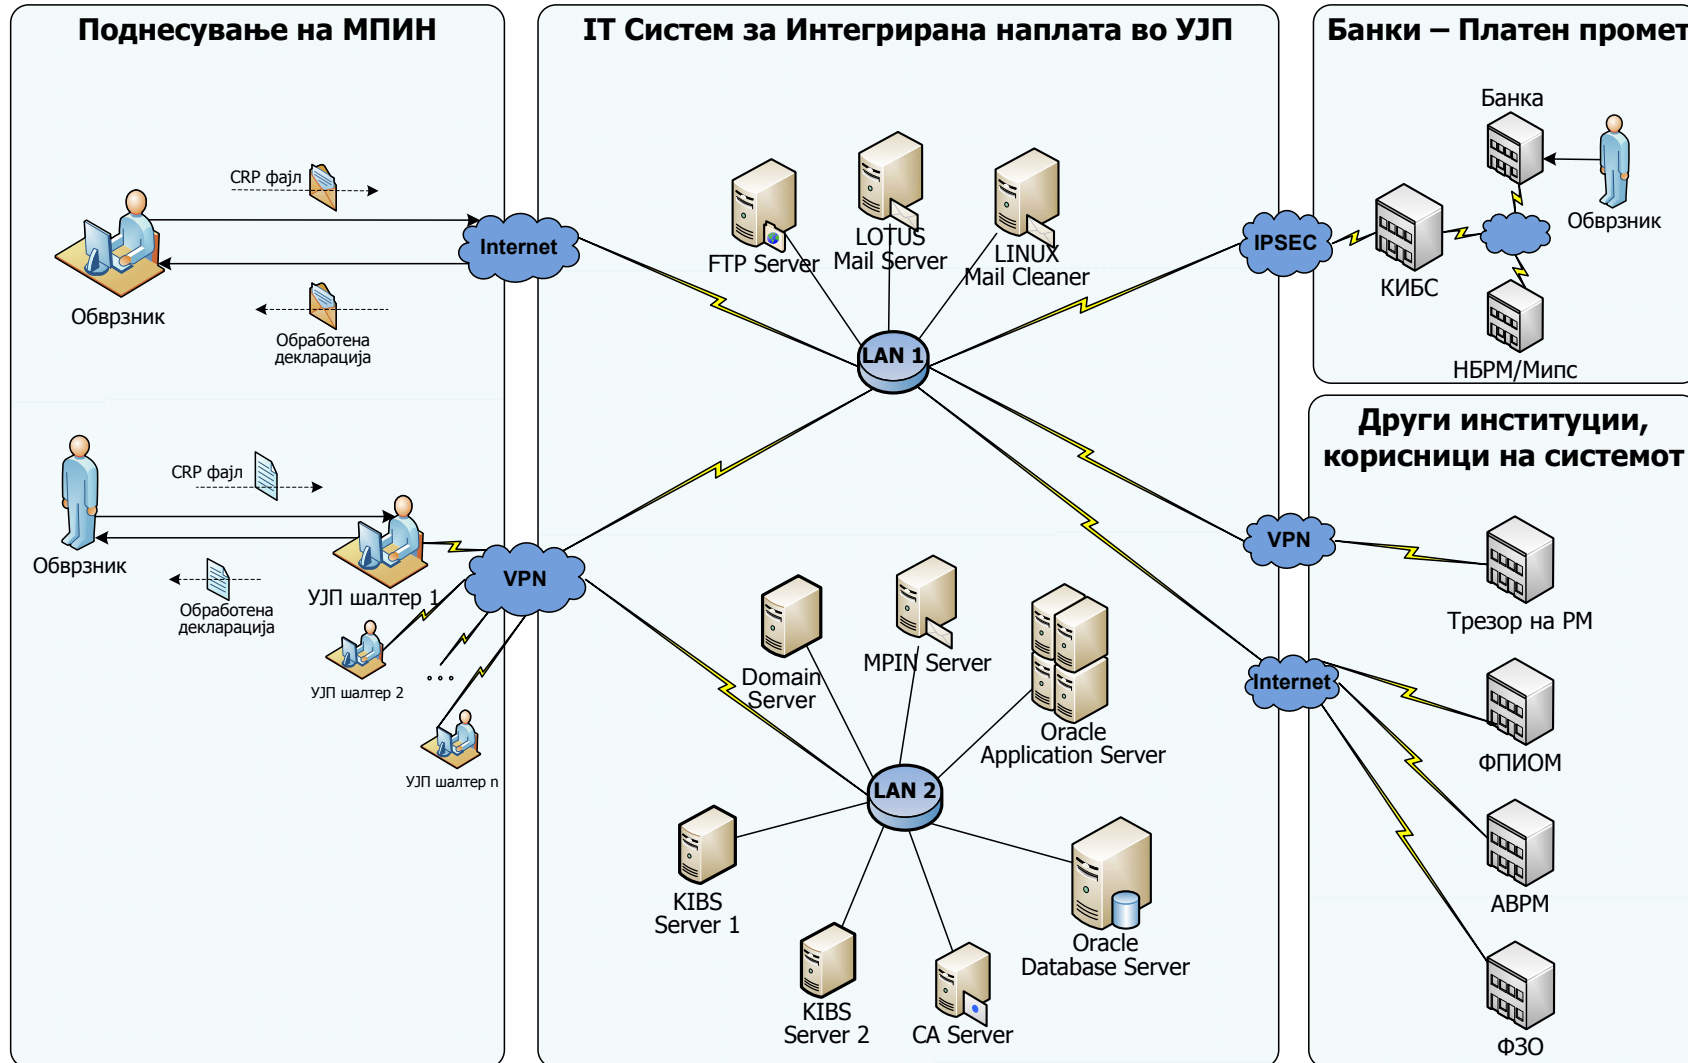 Поднесување на МПИН
CRP фајл
Internet
Обврзник
Обработена
декларација
CRP фајл
Обврзник
УЈП шалтер 1
VPN
Обработена
декларација
УЈП шалтер 2
...
УЈП шалтер n
IT Систем за Интегрирана наплата во УЈП
FTP Server
LOTUS
Mail Server
LINUX
Mail Cleaner
LAN 1
Domain
Server
MPIN Server
Oracle
Application Server
LAN 2
KIBS
Server 1
KIBS
Server 2
CA Server
Oracle
Database Server
Банки – Платен промет
Банка
Обврзник
IPSEC
КИБС
НБРМ/Мипс
Други институции,
корисници на системот
VPN
Трезор на РМ
Internet
ФПИОМ
АВРМ
ФЗО